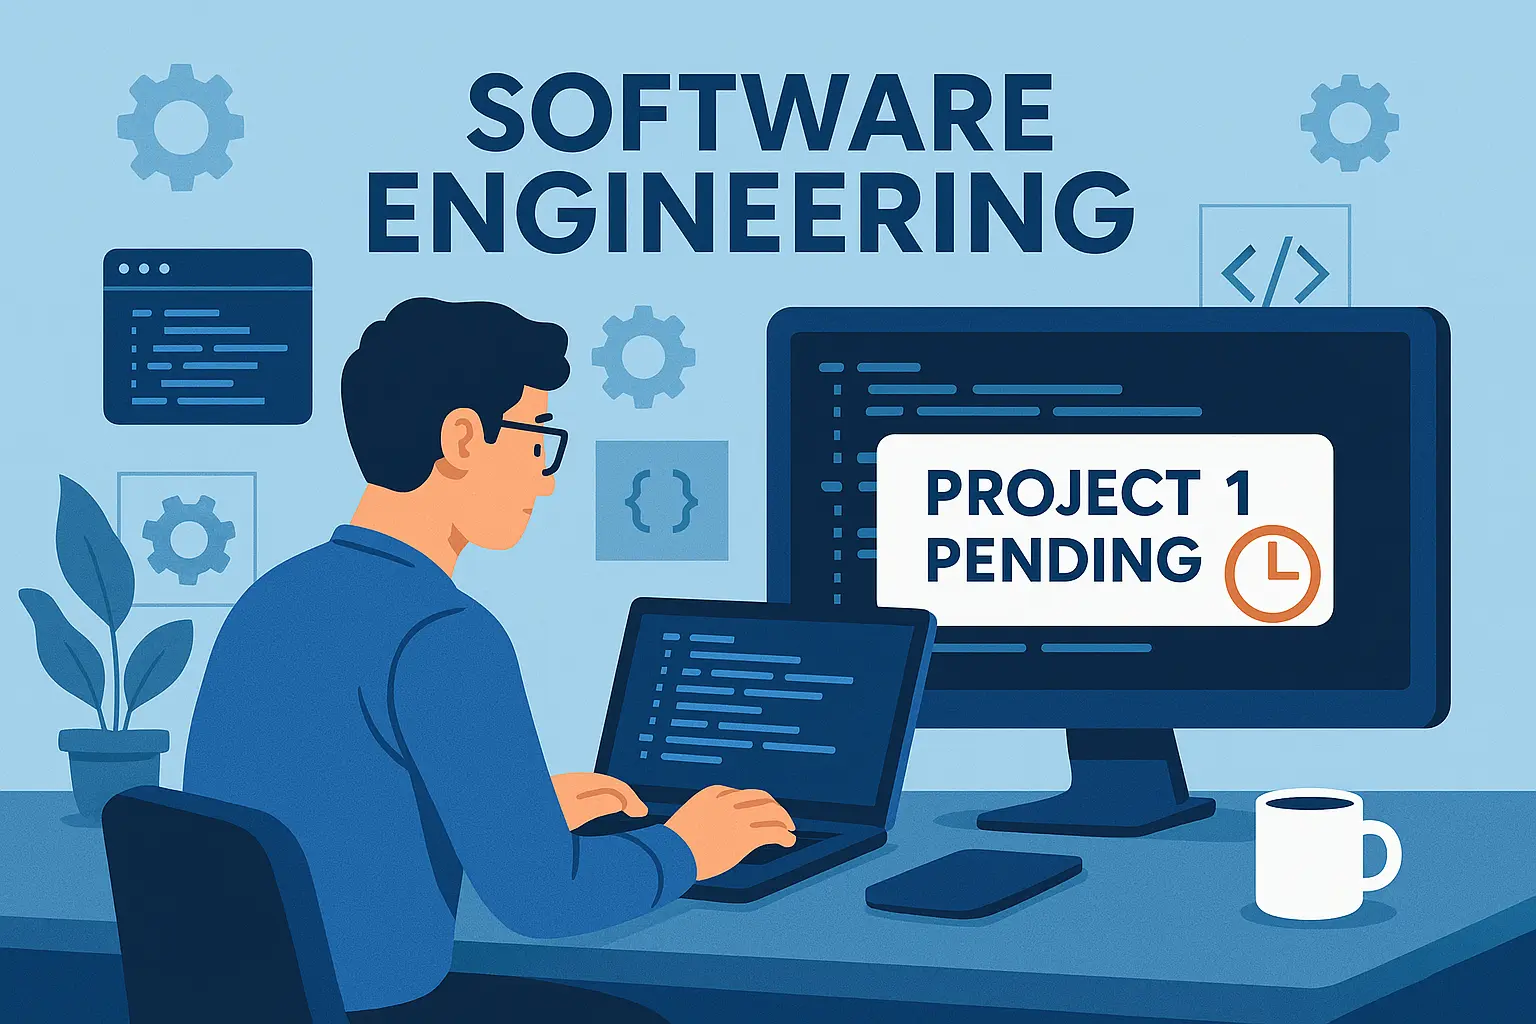 SOFTWARE
ENGINEERING
</>
{}
PROJECT 1
PENDING